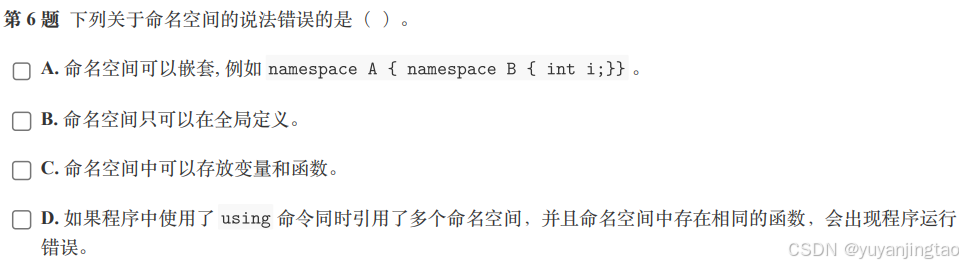 第 6 题 下列关于命名空间的说法错误的是（ ）。
A. 命名空间可以嵌套, 例如 namespace A { namespace B { int i;}} 。
B. 命名空间只可以在全局定义。
C. 命名空间中可以存放变量和函数。
D. 如果程序中使用了 using 命令同时引用了多个命名空间，并且命名空间中存在相同的函数，会出现程序运行
错误。
CSDN @yuyanjingtao